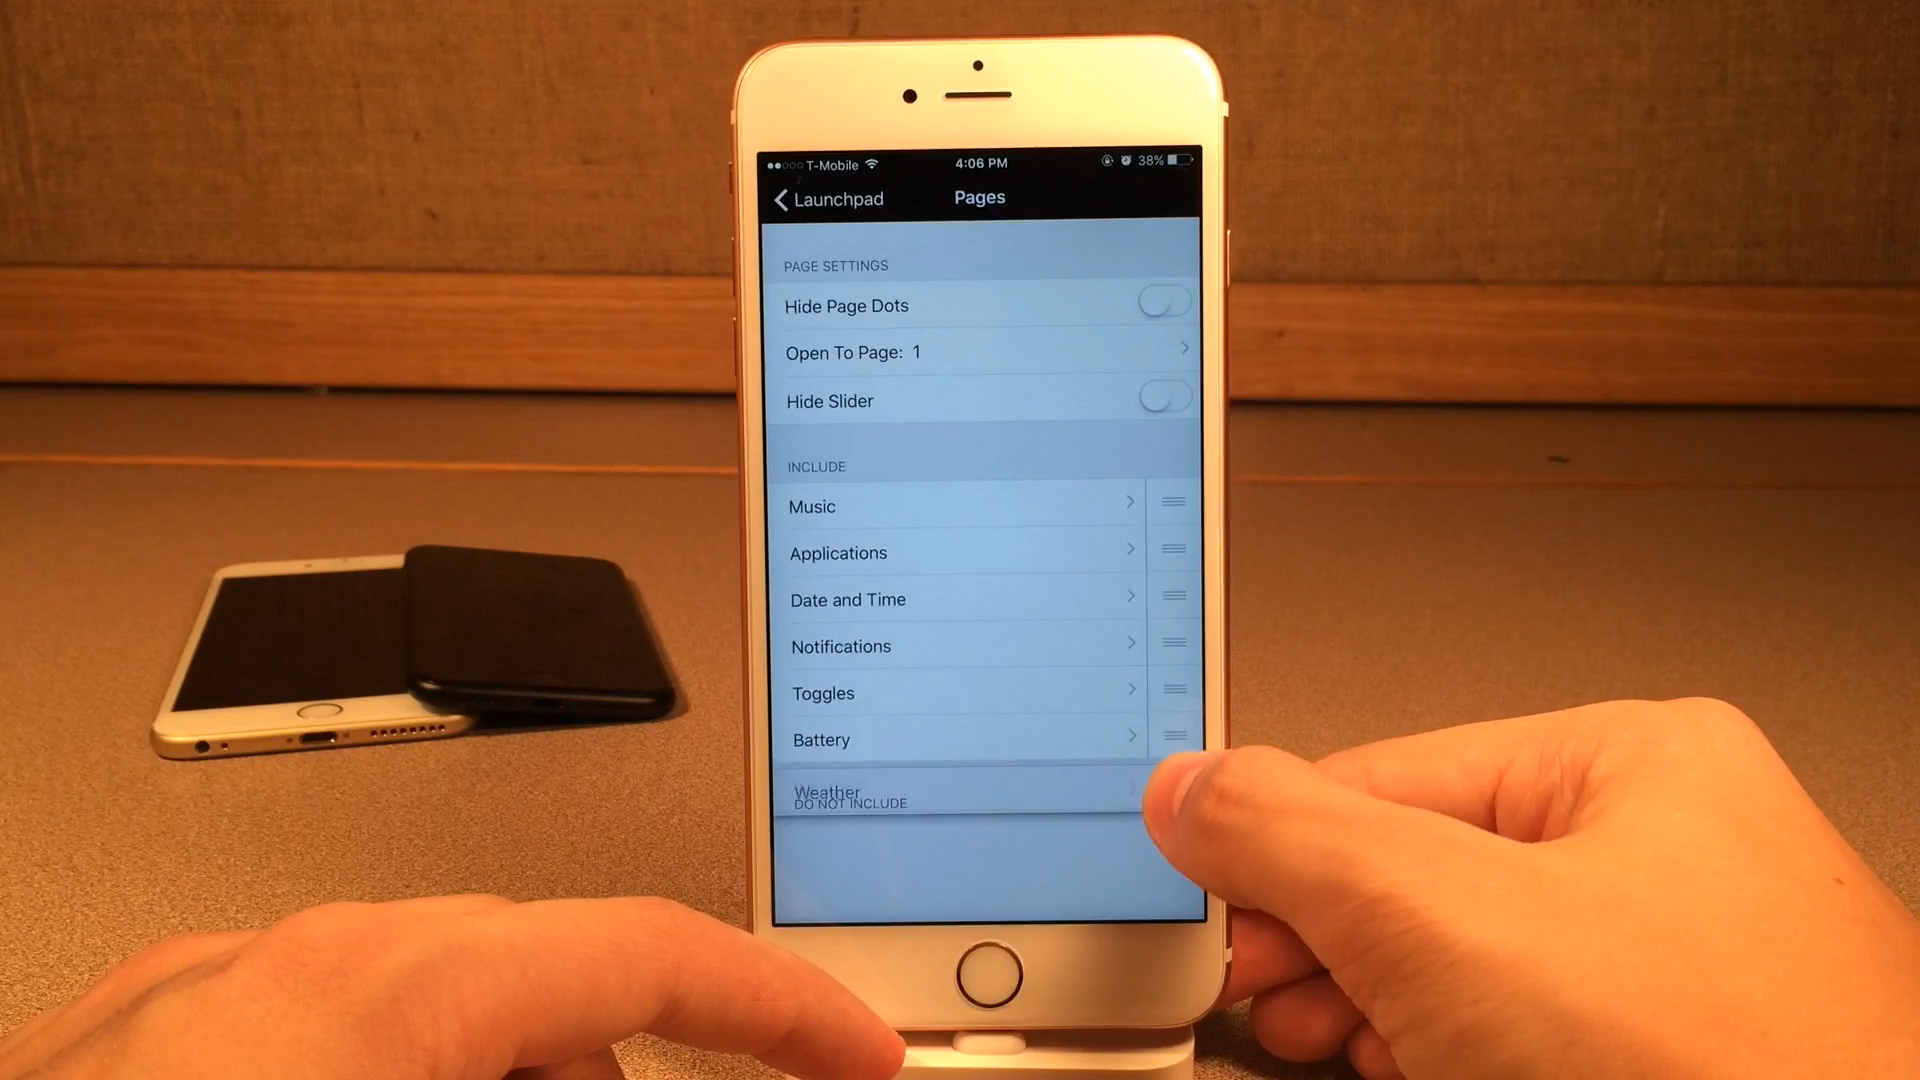 T-Mobile 4:06 PM 38%
Launchpad Pages
PAGE SETTINGS
Hide Page Dots
Open To Page: 1
Hide Slider
INCLUDE
Music
Applications
Date and Time
Notifications
Toggles
Battery
Weather
DO NOT INCLUDE